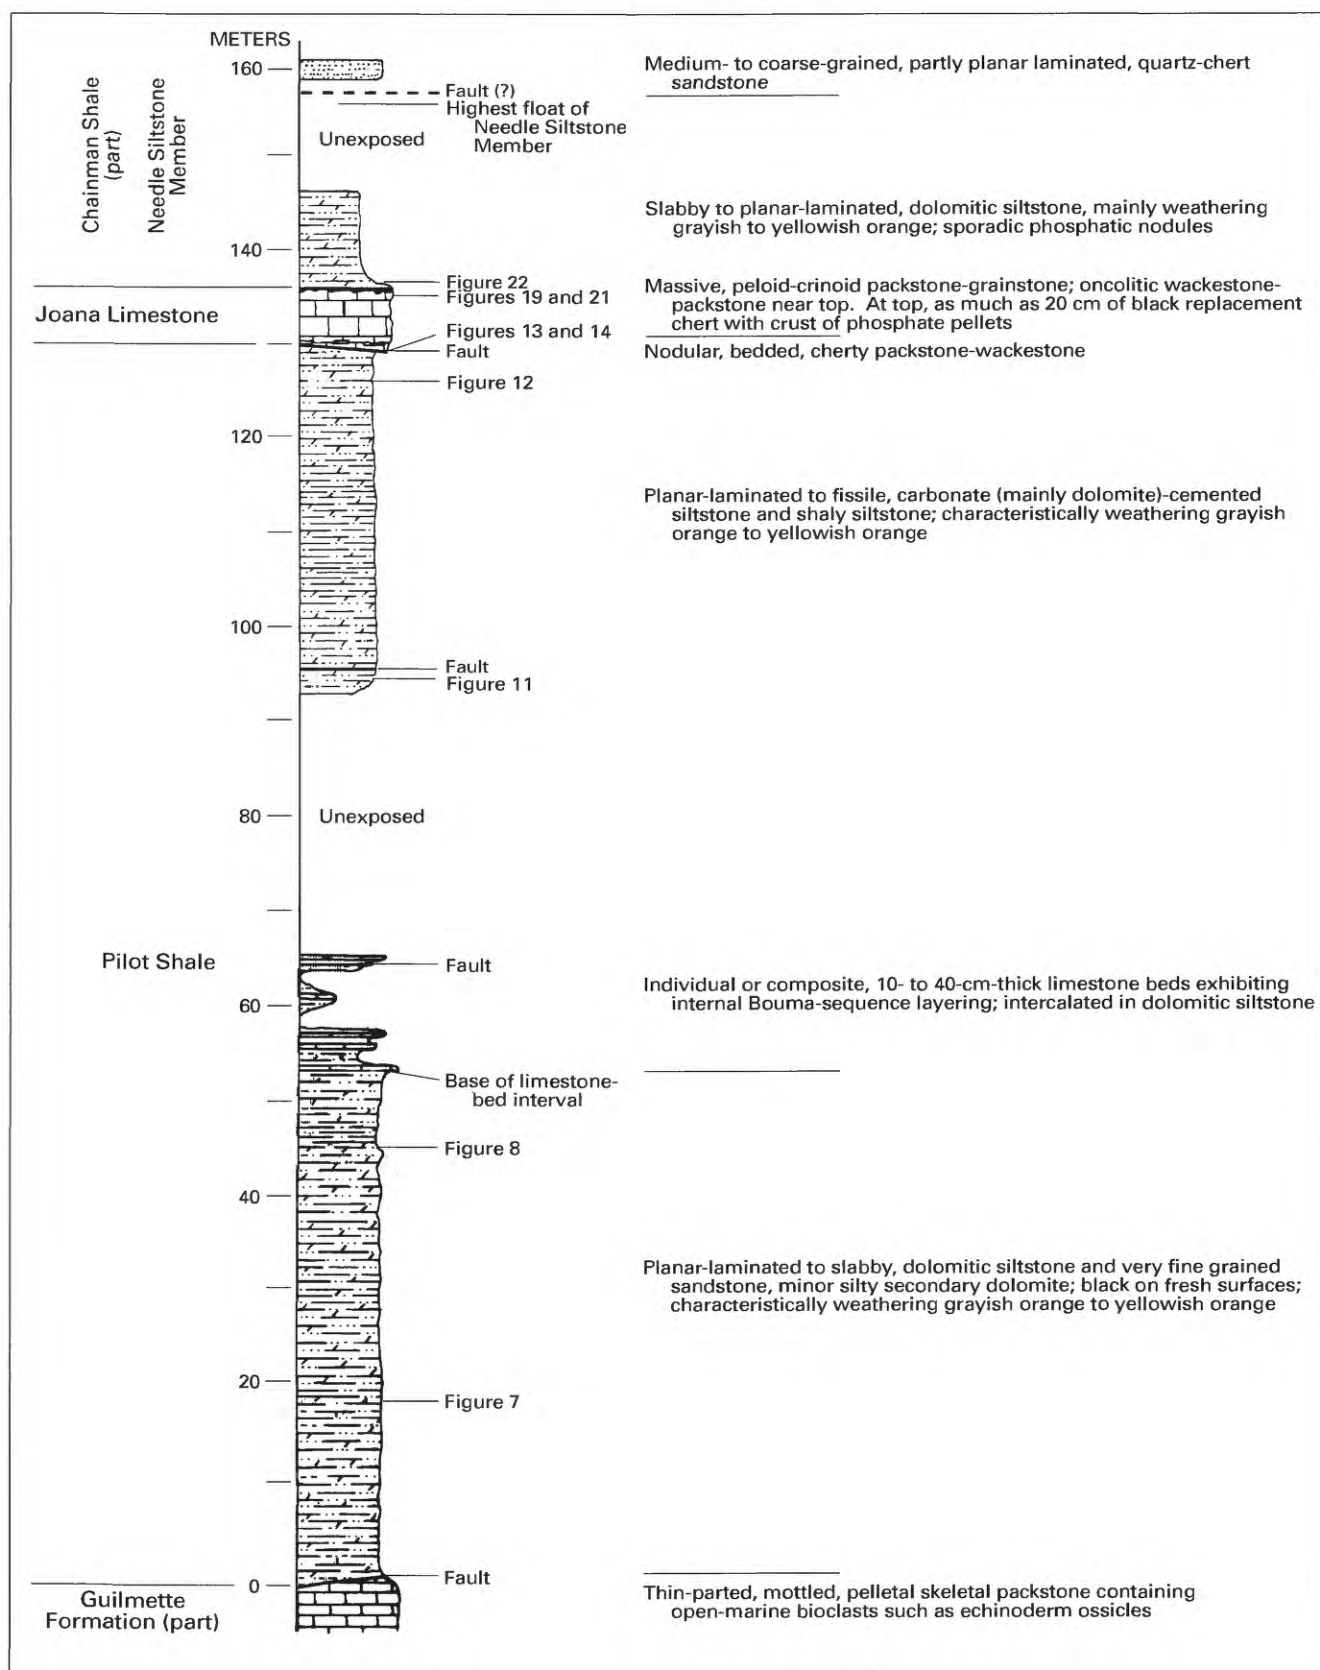 METERS
160
140
120
100
80
60
40
20
0
Chainman Shale
(part)
Needle Siltstone
Member
Joana Limestone
Pilot Shale
Guilmette
Formation (part)
Fault (?)
Highest float of
Needle Siltstone
Member
Unexposed
Figure 22
Figures 19 and 21
Figures 13 and 14
Fault
Figure 12
Fault
Figure 11
Unexposed
Fault
Base of limestone-
bed interval
Figure 8
Figure 7
Fault
Medium- to coarse-grained, partly planar laminated, quartz-chert
sandstone
Slabby to planar-laminated, dolomitic siltstone, mainly weathering
grayish to yellowish orange; sporadic phosphatic nodules
Massive, peloid-crinoid packstone-grainstone; oncolitic wackestone-
packstone near top. At top, as much as 20 cm of black replacement
chert with crust of phosphate pellets
Nodular, bedded, cherty packstone-wackestone
Planar-laminated to fissile, carbonate (mainly dolomite)-cemented
siltstone and shaly siltstone; characteristically weathering grayish
orange to yellowish orange
Individual or composite, 10- to 40-cm-thick limestone beds exhibiting
internal Bouma-sequence layering; intercalated in dolomitic siltstone
Planar-laminated to slabby, dolomitic siltstone and very fine grained
sandstone, minor silty secondary dolomite; black on fresh surfaces;
characteristically weathering grayish orange to yellowish orange
Thin-parted, mottled, pelletal skeletal packstone containing
open-marine bioclasts such as echinoderm ossicles